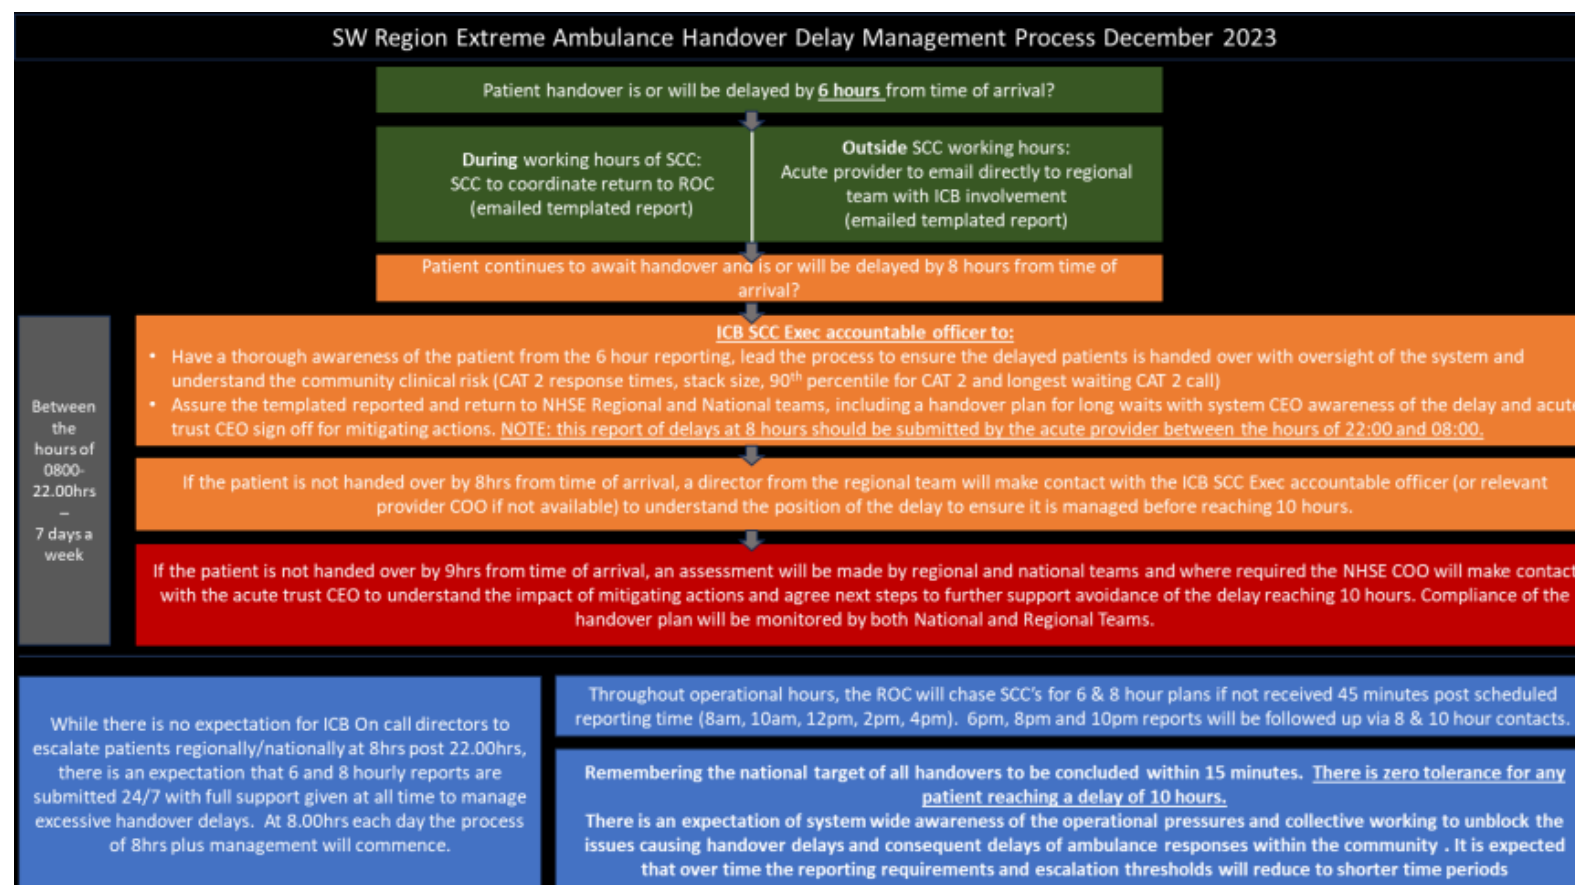 SW Region Extreme Ambulance Handover Delay Management Process December 2023
Patient handover is or will be delayed by 6 hours from time of arrival?
During working hours of SCC:
SCC to coordinate return to ROC
(emailed templated report)
Outside SCC working hours:
Acute provider to email directly to regional
team with ICB involvement
(emailed templated report)
Patient continues to await handover and is or will be delayed by 8 hours from time of
arrival?
Between
the
hours of
0800-
22.00hrs
–
7 days a
week
ICB SCC Exec accountable officer to:
• Have a thorough awareness of the patient from the 6 hour reporting, lead the process to ensure the delayed patients is handed over with oversight of the system and
understand the community clinical risk (CAT 2 response times, stack size, 90th percentile for CAT 2 and longest waiting CAT 2 call)
• Assure the templated reported and return to NHSE Regional and National teams, including a handover plan for long waits with system CEO awareness of the delay and acute
trust CEO sign off for mitigating actions. NOTE: this report of delays at 8 hours should be submitted by the acute provider between the hours of 22:00 and 08:00.
If the patient is not handed over by 8hrs from time of arrival, a director from the regional team will make contact with the ICB SCC Exec accountable officer (or relevant
provider COO if not available) to understand the position of the delay to ensure it is managed before reaching 10 hours.
If the patient is not handed over by 9hrs from time of arrival, an assessment will be made by regional and national teams and where required the NHSE COO will make contact
with the acute trust CEO to understand the impact of mitigating actions and agree next steps to further support avoidance of the delay reaching 10 hours. Compliance of the
handover plan will be monitored by both National and Regional Teams.
While there is no expectation for ICB On call directors to
escalate patients regionally/nationally at 8hrs post 22.00hrs,
there is an expectation that 6 and 8 hourly reports are
submitted 24/7 with full support given at all time to manage
excessive handover delays. At 8.00hrs each day the process
of 8hrs plus management will commence.
Throughout operational hours, the ROC will chase SCC's for 6 & 8 hour plans if not received 45 minutes post scheduled
reporting time (8am, 10am, 12pm, 2pm, 4pm). 6pm, 8pm and 10pm reports will be followed up via 8 & 10 hour contacts.
Remembering the national target of all handovers to be concluded within 15 minutes. There is zero tolerance for any
patient reaching a delay of 10 hours.
There is an expectation of system wide awareness of the operational pressures and collective working to unblock the
issues causing handover delays and consequent delays of ambulance responses within the community . It is expected
that over time the reporting requirements and escalation thresholds will reduce to shorter time periods